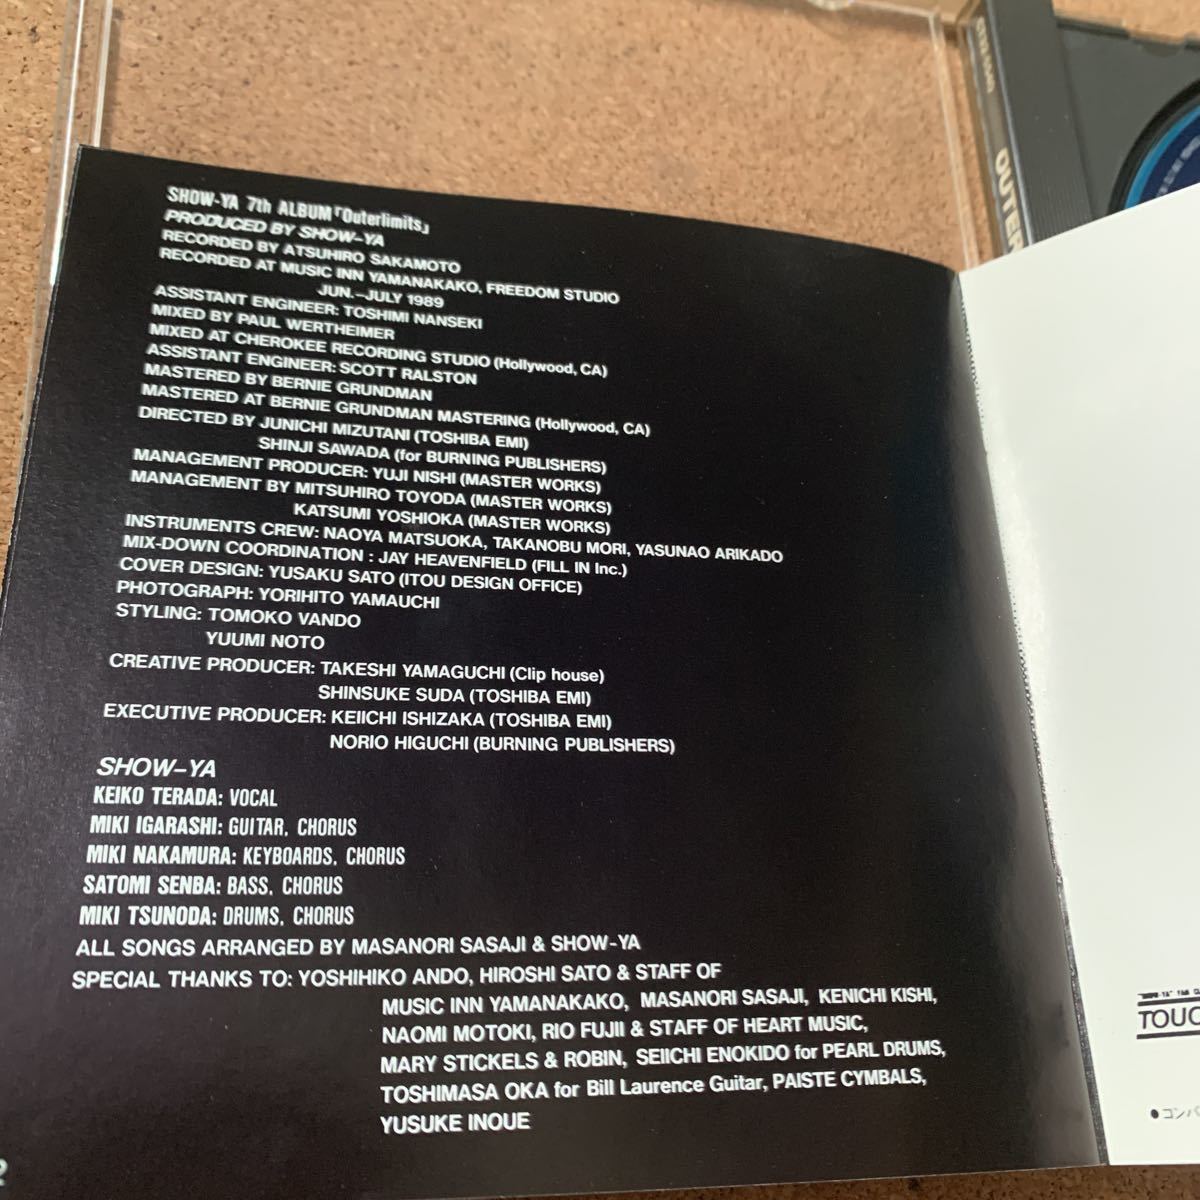 SHOW-YA 7th ALBUM「Outerlimits」
PRODUCED BY SHOW-YA
RECORDED BY ATSUHIRO SAKAMOTO
RECORDED AT MUSIC INN YAMANAKAKO, FREEDOM STUDIO
JUN.-JULY 1989
ASSISTANT ENGINEER: TOSHIMI NANSEKI
MIXED BY PAUL WERTHEIMER
MIXED AT CHEROKEE RECORDING STUDIO (Hollywood, CA)
ASSISTANT ENGINEER: SCOTT RALSTON
MASTERED BY BERNIE GRUNDMAN
MASTERED AT BERNIE GRUNDMAN MASTERING (Hollywood, CA)
DIRECTED BY JUNICHI MIZUTANI (TOSHIBA EMI)
SHINJI SAWADA (for BURNING PUBLISHERS)
MANAGEMENT PRODUCER: YUJI NISHI (MASTER WORKS)
MANAGEMENT BY MITSUHIRO TOYODA (MASTER WORKS)
KATSUMI YOSHIOKA (MASTER WORKS)
INSTRUMENTS CREW: NAOYA MATSUOKA, TAKANOBU MORI, YASUNAO ARIKADO
MIX-DOWN COORDINATION : JAY HEAVENFIELD (FILL IN Inc.)
COVER DESIGN: YUSAKU SATO (ITOU DESIGN OFFICE)
PHOTOGRAPH: YORIHITO YAMAUCHI
STYLING: TOMOKO VANDO
YUUMI NOTO
CREATIVE PRODUCER: TAKESHI YAMAGUCHI (Clip house)
SHINSUKE SUDA (TOSHIBA EMI)
EXECUTIVE PRODUCER: KEIICHI ISHIZAKA (TOSHIBA EMI)
NORIO HIGUCHI (BURNING PUBLISHERS)
SHOW-YA
KEIKO TERADA: VOCAL
MIKI IGARASHI: GUITAR, CHORUS
MIKI NAKAMURA: KEYBOARDS, CHORUS
SATOMI SENBA: BASS, CHORUS
MIKI TSUNODA: DRUMS, CHORUS
ALL SONGS ARRANGED BY MASANORI SASAJI & SHOW-YA
SPECIAL THANKS TO: YOSHIHIKO ANDO, HIROSHI SATO & STAFF OF
MUSIC INN YAMANAKAKO, MASANORI SASAJI, KENICHI KISHI,
NAOMI MOTOKI, RIO FUJII & STAFF OF HEART MUSIC,
MARY STICKELS & ROBIN, SEIICHI ENOKIDO for PEARL DRUMS,
TOSHIMASA OKA for Bill Laurence Guitar, PAISTE CYMBALS,
YUSUKE INOUE
2
OUTER
TOUC
●コンパ